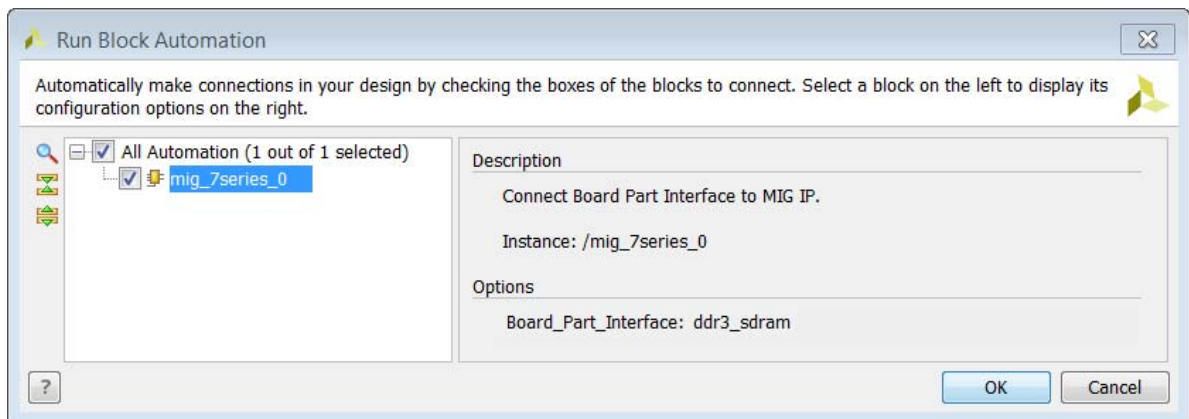 Run Block Automation
Automatically make connections in your design by checking the boxes of the blocks to connect. Select a block on the left to display its
configuration options on the right.
All Automation (1 out of 1 selected)
mig_7series_0
Description
Connect Board Part Interface to MIG IP.
Instance: /mig_7series_0
Options
Board_Part_Interface: ddr3_sdram
?
OK
Cancel